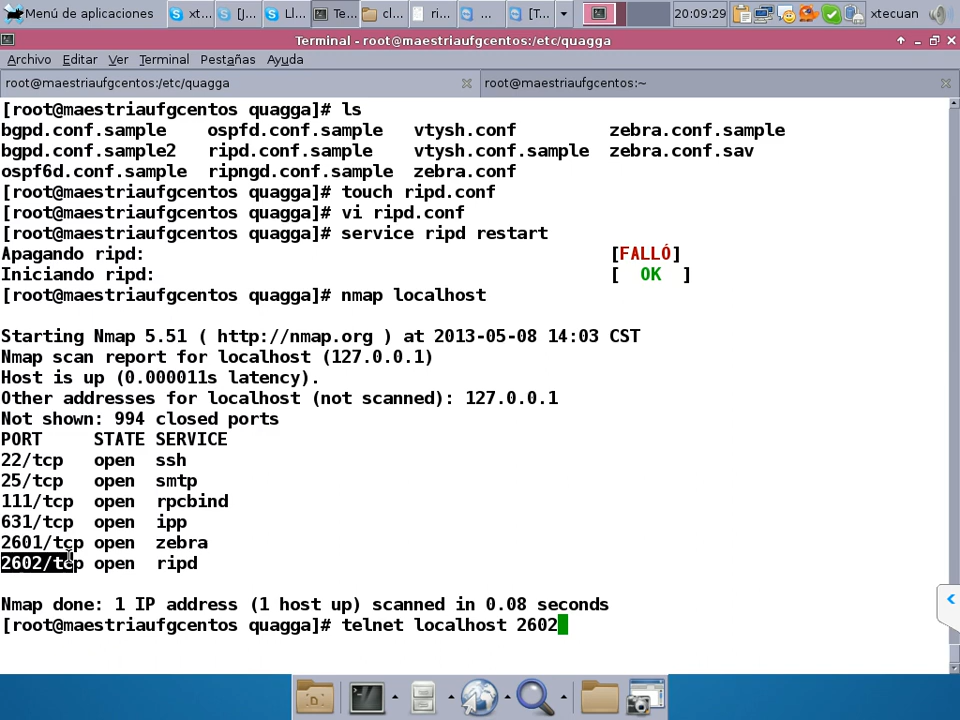 Menú de aplicaciones xt... [J... Ll... Te... cl... ri... ... [T... 20:09:29 xtecuan
Terminal - root@maestriaufgcentos:/etc/quagga
Archivo Editar Ver Terminal Pestañas Ayuda
root@maestriaufgcentos:/etc/quagga root@maestriaufgcentos:~
[root@maestriaufgcentos quagga]# ls
bgpd.conf.sample ospfd.conf.sample vtysh.conf zebra.conf.sample
bgpd.conf.sample2 ripd.conf.sample vtysh.conf.sample zebra.conf.sav
ospf6d.conf.sample ripngd.conf.sample zebra.conf
[root@maestriaufgcentos quagga]# touch ripd.conf
[root@maestriaufgcentos quagga]# vi ripd.conf
[root@maestriaufgcentos quagga]# service ripd restart
Apagando ripd: [FALLÓ]
Iniciando ripd: [ OK ]
[root@maestriaufgcentos quagga]# nmap localhost
Starting Nmap 5.51 ( http://nmap.org ) at 2013-05-08 14:03 CST
Nmap scan report for localhost (127.0.0.1)
Host is up (0.000011s latency).
Other addresses for localhost (not scanned): 127.0.0.1
Not shown: 994 closed ports
PORT STATE SERVICE
22/tcp open ssh
25/tcp open smtp
111/tcp open rpcbind
631/tcp open ipp
2601/tcp open zebra
2602/tcp open ripd
Nmap done: 1 IP address (1 host up) scanned in 0.08 seconds
[root@maestriaufgcentos quagga]# telnet localhost 2602